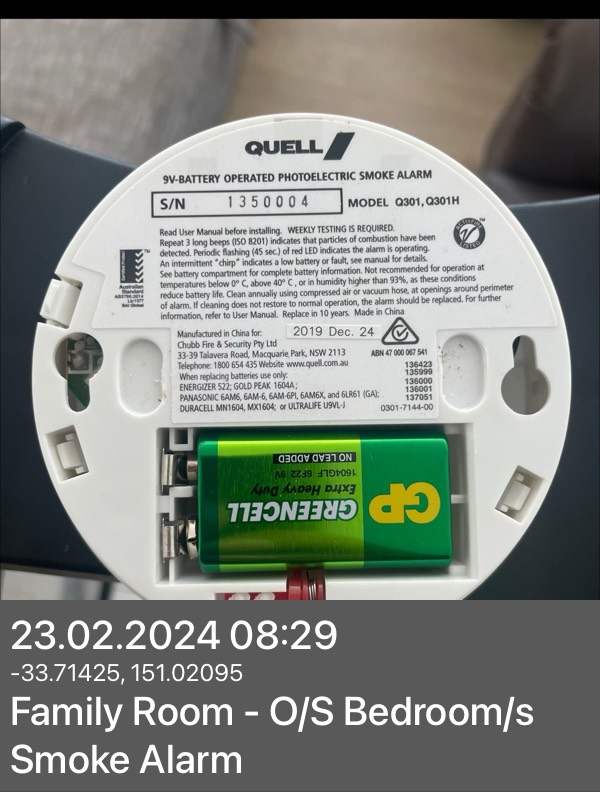 QUELL
9V-BATTERY OPERATED PHOTOELECTRIC SMOKE ALARM
S/N 1350004 MODEL Q301, Q301H
Read User Manual before installing. WEEKLY TESTING IS REQUIRED.
Repeat 3 long beeps (ISO 8201) indicates that particles of combustion have been
detected. Periodic flashing (45 sec.) of red LED indicates the alarm is operating.
An intermittent "chirp" indicates a low battery or fault, see manual for details.
See battery compartment for complete battery information. Not recommended for operation at
temperatures below 0° C, above 40° C , or in humidity higher than 93%, as these conditions
reduce battery life. Clean annually using compressed air or vacuum hose, at openings around perimeter
of alarm. If cleaning does not restore to normal operation, the alarm should be replaced. For further
information, refer to User Manual. Replace in 10 years. Made in China
Australian
Standard
AS3786:2014
SAI Global
ACTIVFIRE
LISTED
Manufactured in China for: 2019 Dec. 24
Chubb Fire & Security Pty Ltd
33-39 Talavera Road, Macquarie Park, NSW 2113 ABN 47 000 067 541
Telephone: 1800 654 435 Website www.quell.com.au
When replacing batteries use only:
ENERGIZER 522; GOLD PEAK 1604A;
PANASONIC 6AM6, 6AM-6, 6AM-6PI, 6AM6X, and 6LR61 (GA);
DURACELL MN1604, MX1604; or ULTRALIFE U9VL-J
136423
135999
136000
136001
137051
0301-7144-00
GP
GREENCELL
Extra Heavy Duty
1604GLF 6F22 9V
NO LEAD ADDED
23.02.2024 08:29
-33.71425, 151.02095
Family Room - O/S Bedroom/s
Smoke Alarm